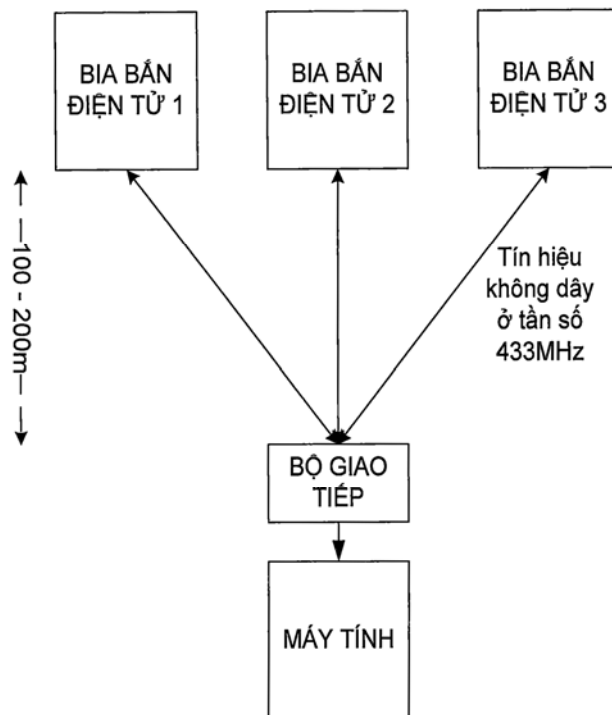 BIA BẮN
ĐIỆN TỬ 1
BIA BẮN
ĐIỆN TỬ 2
BIA BẮN
ĐIỆN TỬ 3
100 - 200m
Tín hiệu
không dây
ở tần số
433MHz
BỘ GIAO
TIẾP
MÁY TÍNH